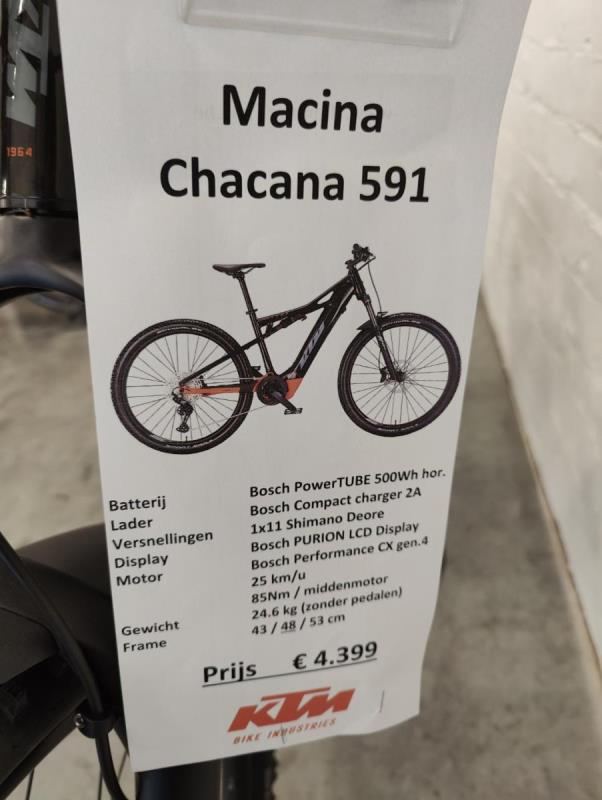 1964
Macina
Chacana 591
KTM
Batterij Bosch PowerTUBE 500Wh hor.
Lader Bosch Compact charger 2A
Versnellingen 1x11 Shimano Deore
Display Bosch PURION LCD Display
Motor Bosch Performance CX gen.4
25 km/u
85Nm / middenmotor
Gewicht 24.6 kg (zonder pedalen)
Frame 43 / 48 / 53 cm
Prijs € 4.399
KTM
BIKE INDUSTRIES